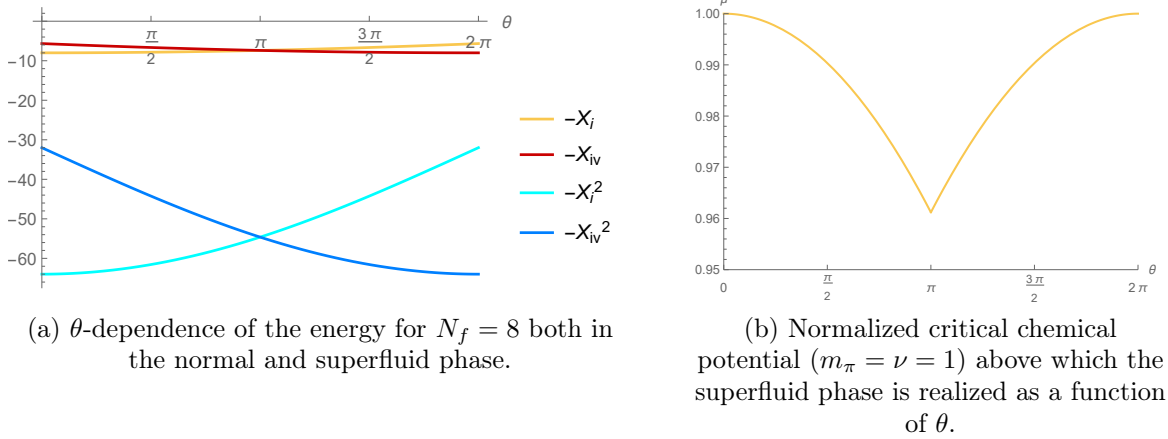 θ
π/2
π
3π/2
2π
−10
−20
−30
−40
−50
−60
−X_i
−X_iv
−X_i^2
−X_iv^2
(a) θ-dependence of the energy for N_f = 8 both in
the normal and superfluid phase.
1.00
0.99
0.98
0.97
0.96
0.95
0
π/2
π
3π/2
2π
θ
(b) Normalized critical chemical
potential (m_π = ν = 1) above which the
superfluid phase is realized as a function
of θ.